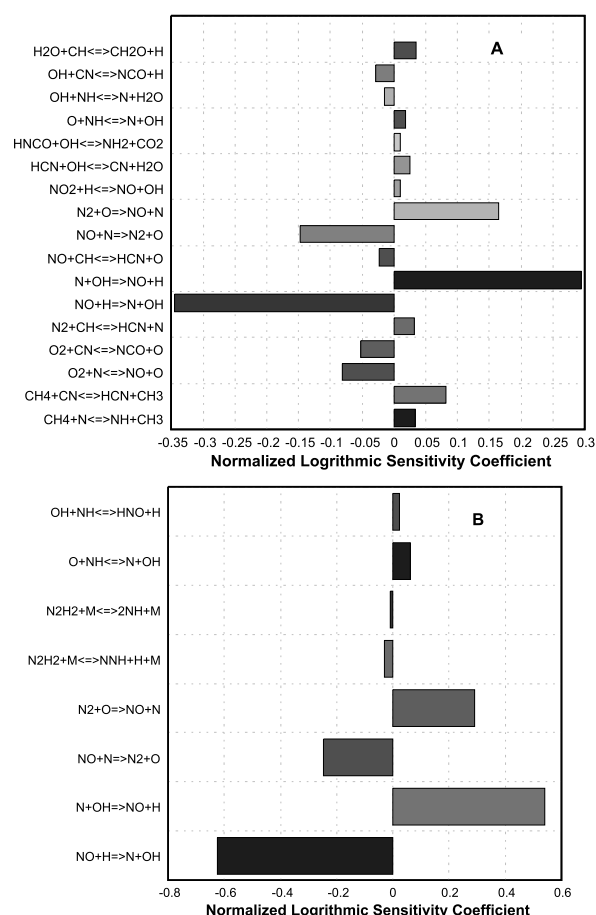 A
H2O+CH<=>CH2O+H
OH+CN<=>NCO+H
OH+NH<=>N+H2O
O+NH<=>N+OH
HNCO+OH<=>NH2+CO2
HCN+OH<=>CN+H2O
NO2+H<=>NO+OH
N2+O=>NO+N
NO+N=>N2+O
NO+CH<=>HCN+O
N+OH=>NO+H
NO+H=>N+OH
N2+CH<=>HCN+N
O2+CN<=>NCO+O
O2+N<=>NO+O
CH4+CN<=>HCN+CH3
CH4+N<=>NH+CH3
-0.35 -0.3 -0.25 -0.2 -0.15 -0.1 -0.05 0 0.05 0.1 0.15 0.2 0.25 0.3
Normalized Logrithmic Sensitivity Coefficient
B
OH+NH<=>HNO+H
O+NH<=>N+OH
N2H2+M<=>2NH+M
N2H2+M<=>NNH+H+M
N2+O=>NO+N
NO+N=>N2+O
N+OH=>NO+H
NO+H=>N+OH
-0.8 -0.6 -0.4 -0.2 0 0.2 0.4 0.6
Normalized Logrithmic Sensitivity Coefficient